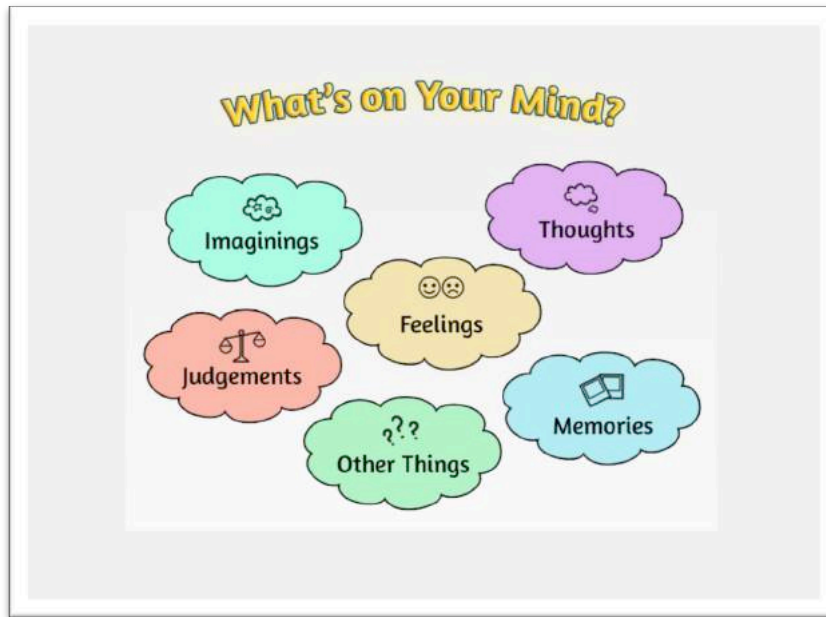 What's on Your Mind?
Imaginings
Thoughts
Feelings
Judgements
Memories
???
Other Things